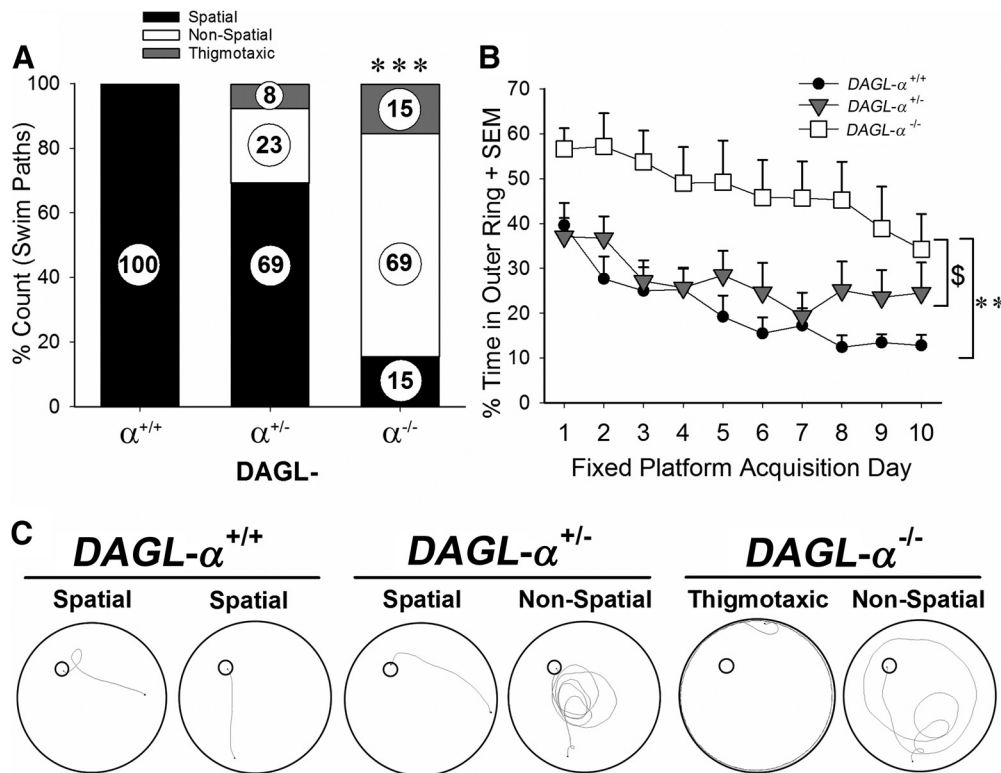 A
Spatial
Non-Spatial
Thigmotaxic
% Count (Swim Paths)
100
80
60
40
20
0
100
8
23
69
***
15
69
15
α+/+
α+/-
α-/-
DAGL-
B
DAGL-α+/+
DAGL-α+/-
DAGL-α-/-
% Time in Outer Ring + SEM
70
60
50
40
30
20
10
0
$
**
1 2 3 4 5 6 7 8 9 10
Fixed Platform Acquisition Day
C
DAGL-α+/+ DAGL-α+/- DAGL-α-/-
Spatial Spatial Spatial Non-Spatial Thigmotaxic Non-Spatial